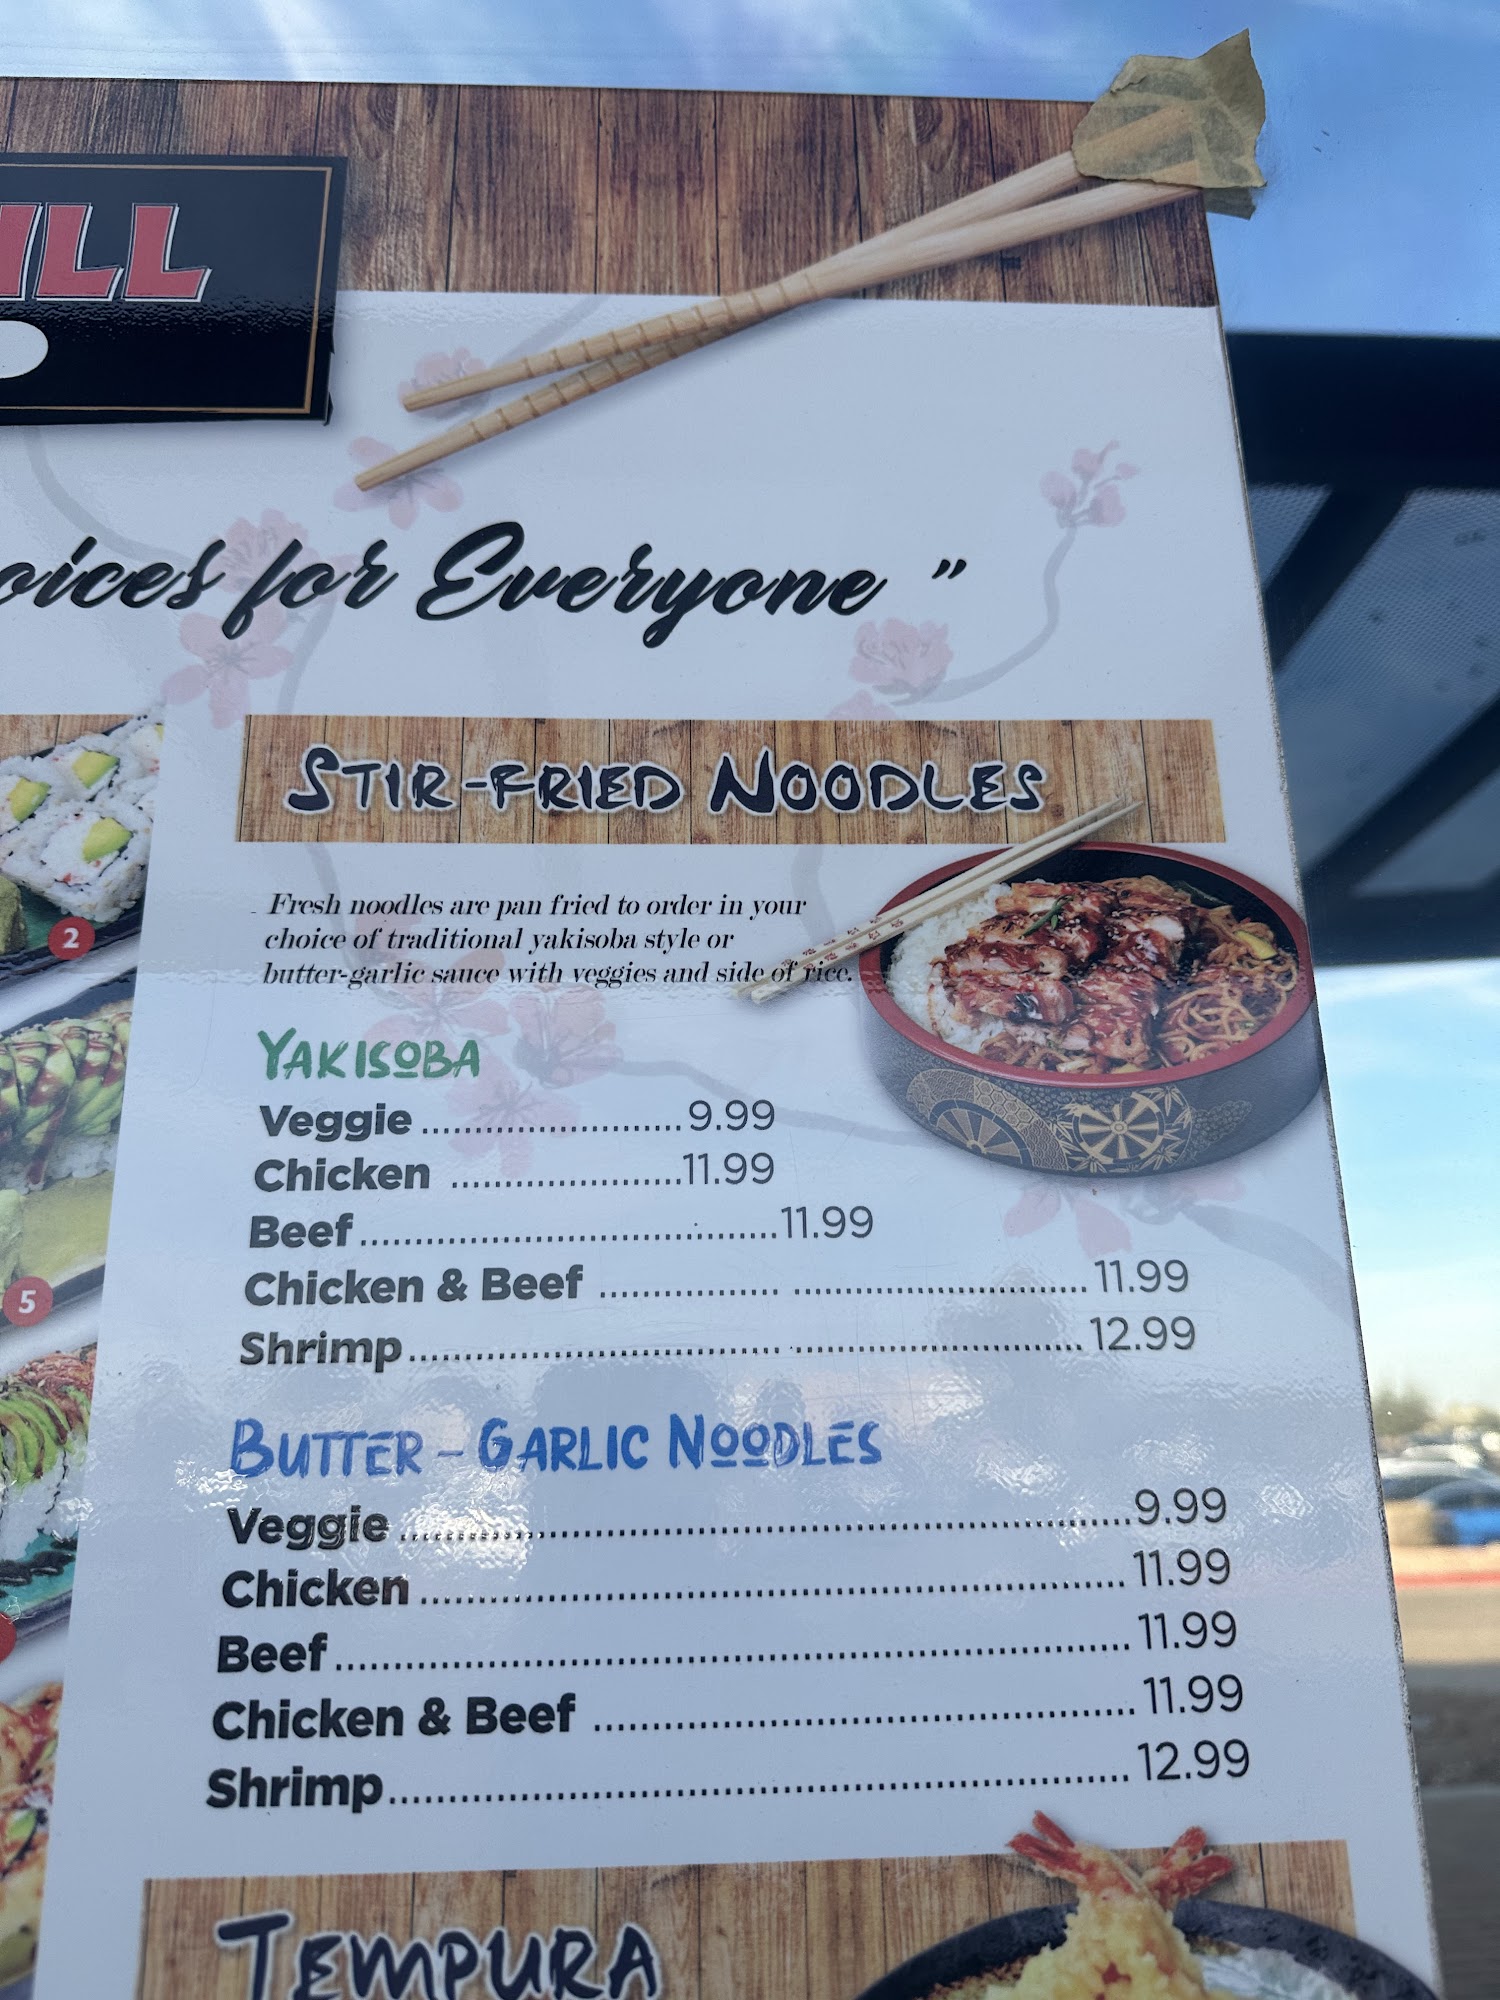 for Everyone "
2
5
STIR-FRIED NOODLES
Fresh noodles are pan fried to order in your
choice of traditional yakisoba style or
butter-garlic sauce with veggies and side of rice.
YAKISOBA
Veggie ........................ 9.99
Chicken ...................... 11.99
Beef ....................................... 11.99
Chicken & Beef ................. ............................ 11.99
Shrimp ................................... ........................... 12.99
BUTTER - GARLIC NOODLES
Veggie .................................................................... 9.99
Chicken .................................................................. 11.99
Beef ......................................................................... 11.99
Chicken & Beef .................................................. 11.99
Shrimp .................................................................... 12.99
TEMPURA